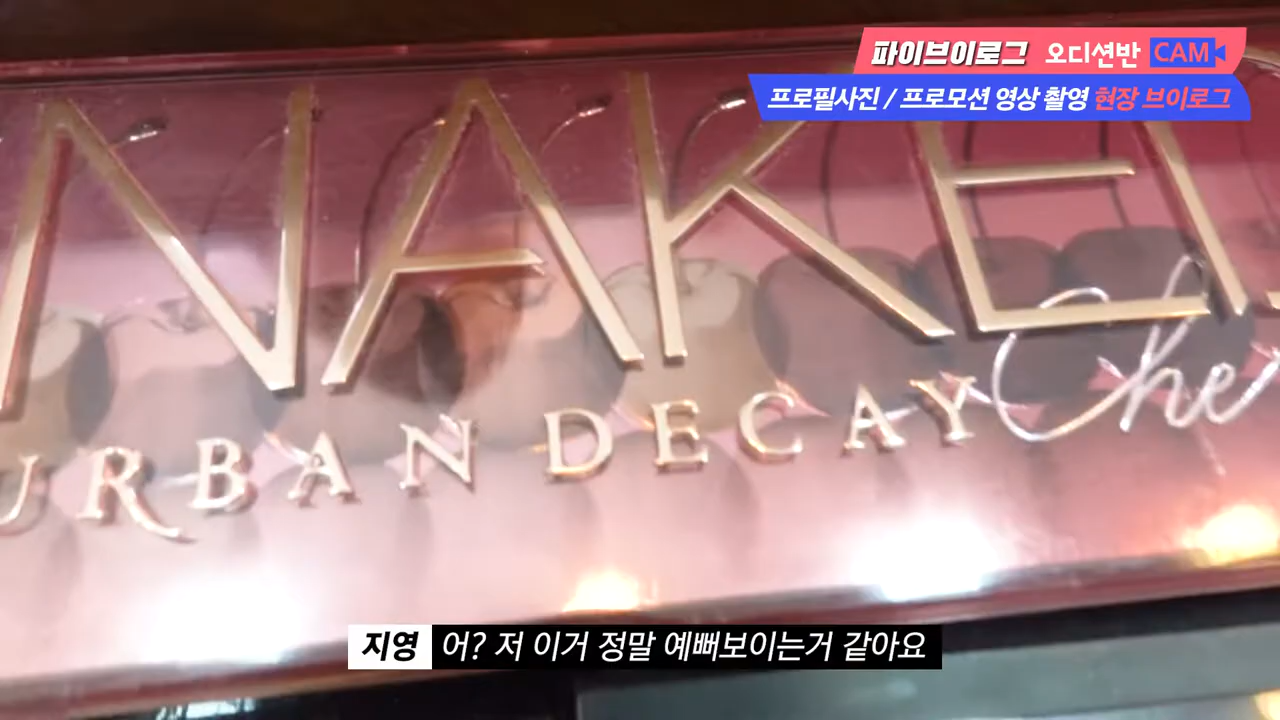 파이브이로그 오디션반 CAM
프로필사진 / 프로모션 영상 촬영 현장 브이로그
NAKED
URBAN DECAY
Che
지영 어? 저 이거 정말 예뻐보이는거 같아요